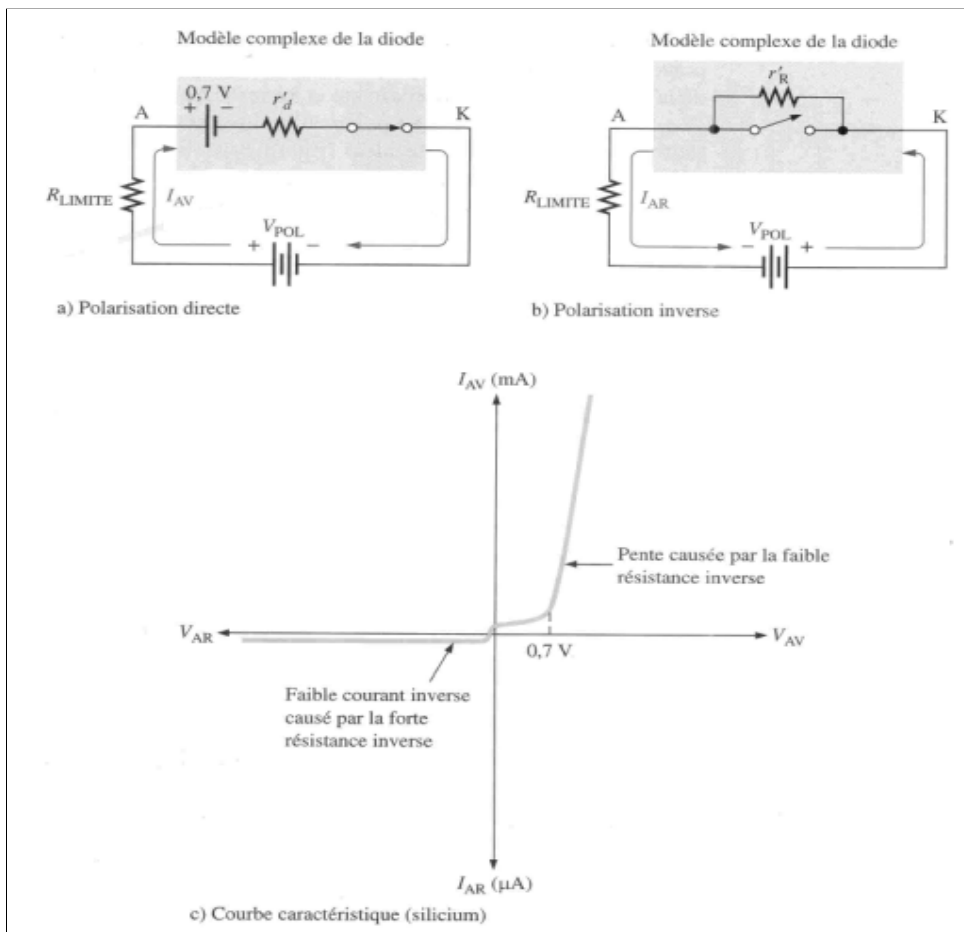 Modèle complexe de la diode
0,7 V
+ −
r'd
A
K
RLIMITE
IAV
VPOL
+ −
a) Polarisation directe
Modèle complexe de la diode
r'R
A
K
RLIMITE
IAR
VPOL
− +
b) Polarisation inverse
IAV (mA)
Pente causée par la faible
résistance inverse
VAR
VAV
0,7 V
Faible courant inverse
causé par la forte
résistance inverse
IAR (µA)
c) Courbe caractéristique (silicium)